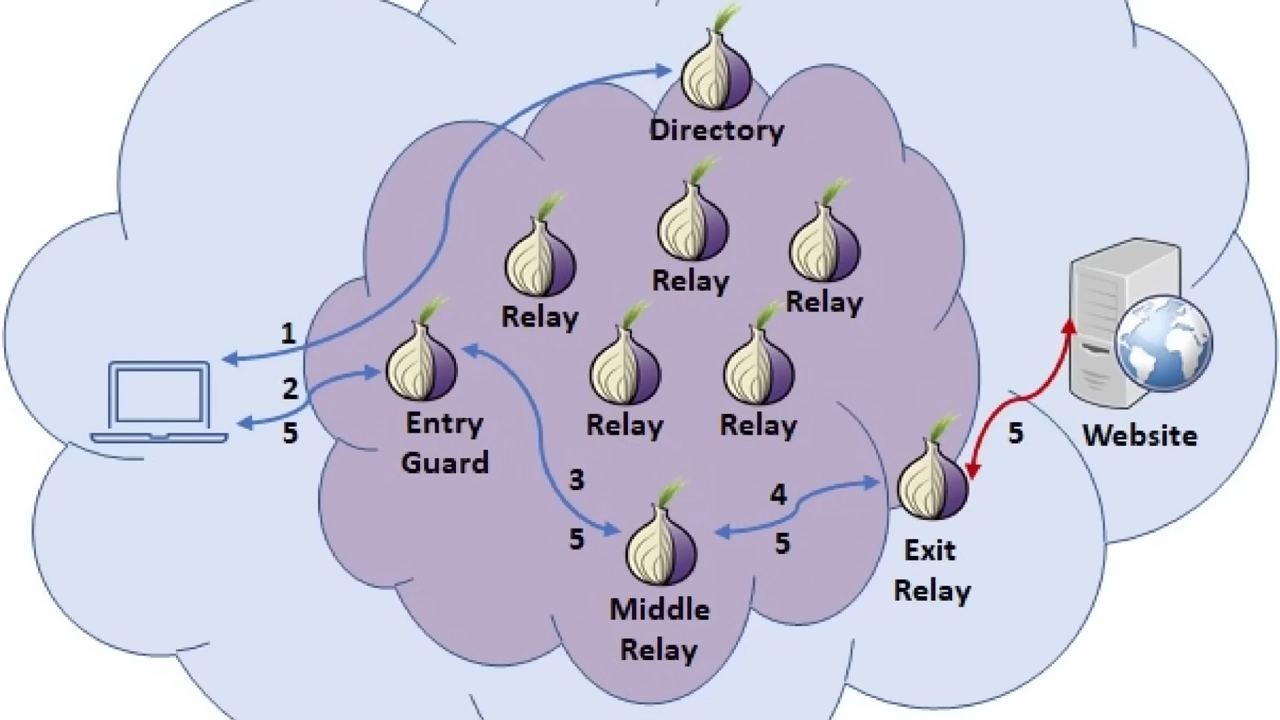 Directory
Relay
Relay
Relay
1
2
5
Entry
Guard
Relay
Relay
3
5
4
5
5
Website
Middle
Relay
Exit
Relay